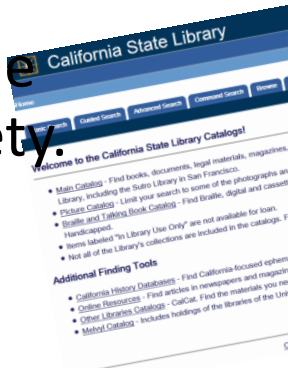 e
ety.
California State Library
Home
Guided Search
Advanced Search
Command Search
Browse
Welcome to the California State Library Catalogs!
Main Catalog - Find books, documents, legal materials, magazines,
Library, including the Sutro Library in San Francisco.
Picture Catalog - Limit your search to some of the photographs an
Braille and Talking Book Catalog - Find Braille, digital and cassett
Handicapped.
Items labeled "In Library Use Only" are not available for loan.
Not all of the Library's collections are included in the catalogs. F
Additional Finding Tools
California History Databases - Find California-focused ephem
Online Resources - Find articles in newspapers and magazin
Other Libraries Catalogs - CalCat. Find the materials you nee
Melvyl Catalog - Includes holdings of the libraries of the Uni